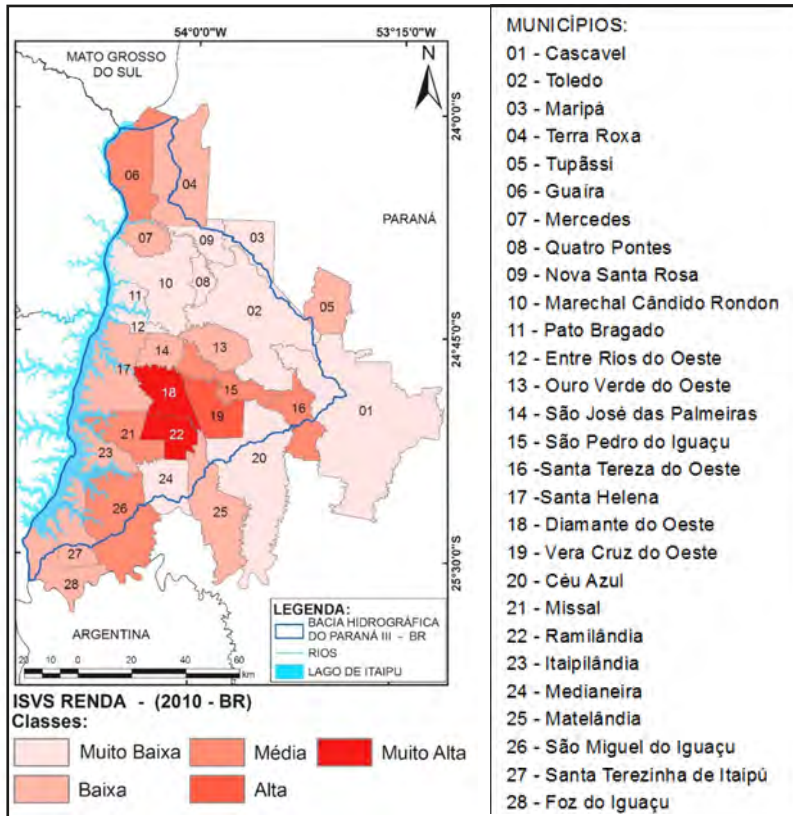 54°0'0"O
53°15'0"O
MATO GROSSO
DO SUL
N
24°0'0"S
06
04
PARANÁ
07
09
03
10
08
11
02
05
12
24°45'0"S
14
13
17
18
15
01
19
16
21
22
20
23
24
26
25
27
25°30'0"S
28
ARGENTINA
LEGENDA:
BACIA HIDROGRÁFICA
DO PARANÁ III - BR
RIOS
LAGO DE ITAIPU
20 10 0 20 40 60
km
ISVS RENDA - (2010 - BR)
Classes:
Muito Baixa
Média
Muito Alta
Baixa
Alta
MUNICÍPIOS:
01 - Cascavel
02 - Toledo
03 - Maripá
04 - Terra Roxa
05 - Tupãssi
06 - Guaíra
07 - Mercedes
08 - Quatro Pontes
09 - Nova Santa Rosa
10 - Marechal Cândido Rondon
11 - Pato Bragado
12 - Entre Rios do Oeste
13 - Ouro Verde do Oeste
14 - São José das Palmeiras
15 - São Pedro do Iguaçu
16 -Santa Tereza do Oeste
17 - Santa Helena
18 - Diamante do Oeste
19 - Vera Cruz do Oeste
20 - Céu Azul
21 - Missal
22 - Ramilândia
23 - Itaipilândia
24 - Medianeira
25 - Matelândia
26 - São Miguel do Iguaçu
27 - Santa Terezinha de Itaipú
28 - Foz do Iguaçu